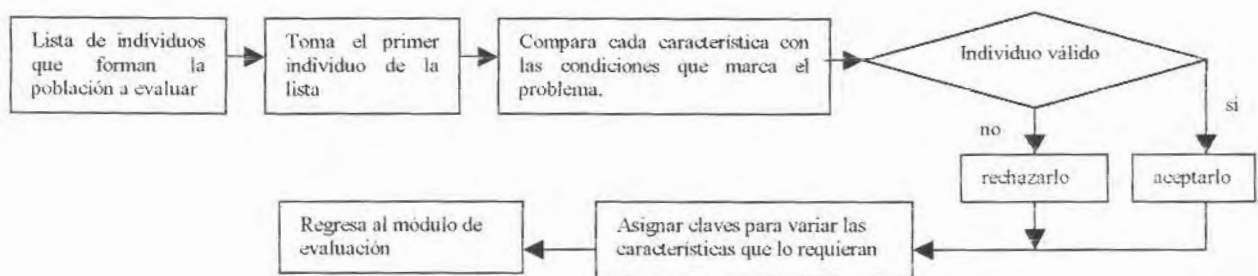 Lista de individuos
que forman la
población a evaluar
Toma el primer
individuo de la
lista
Compara cada característica con
las condiciones que marca el
problema.
Individuo válido
no
si
rechazarlo
aceptarlo
Asignar claves para variar las
características que lo requieran
Regresa al módulo de
evaluación